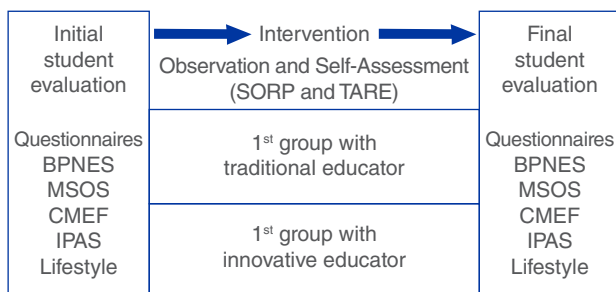 Initial
student
evaluation
Questionnaires
BPNES
MSOS
CMEF
IPAS
Lifestyle
Intervention
Observation and Self-Assessment
(SORP and TARE)
1st group with
traditional educator
1st group with
innovative educator
Final
student
evaluation
Questionnaires
BPNES
MSOS
CMEF
IPAS
Lifestyle